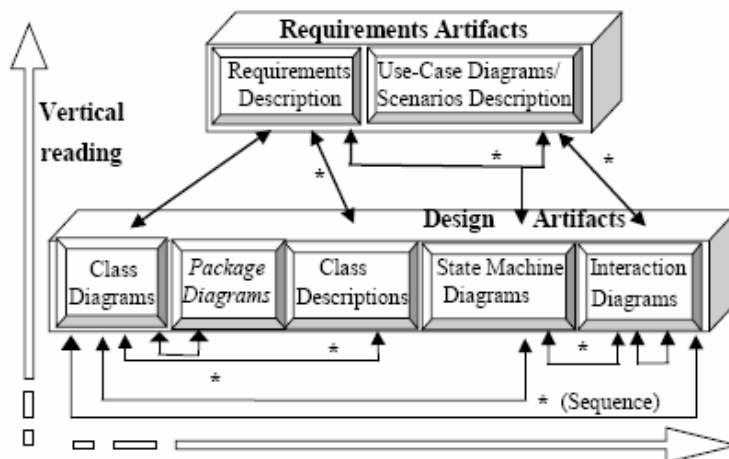 Requirements Artifacts
Requirements
Description
Use-Case Diagrams/
Scenarios Description
Vertical
reading
*
*
*
Design Artifacts
Class
Diagrams
Package
Diagrams
Class
Descriptions
State Machine
Diagrams
Interaction
Diagrams
*
*
*
* (Sequence)